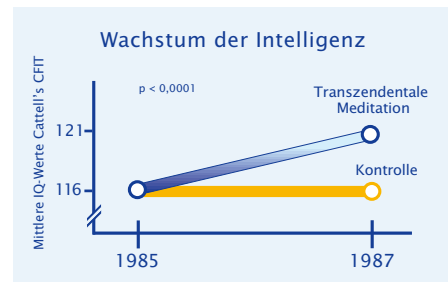 Wachstum der Intelligenz
p < 0,0001
Transzendentale
Meditation
121
Kontrolle
116
Mittlere IQ-Werte Cattell's CFIT
1985
1987